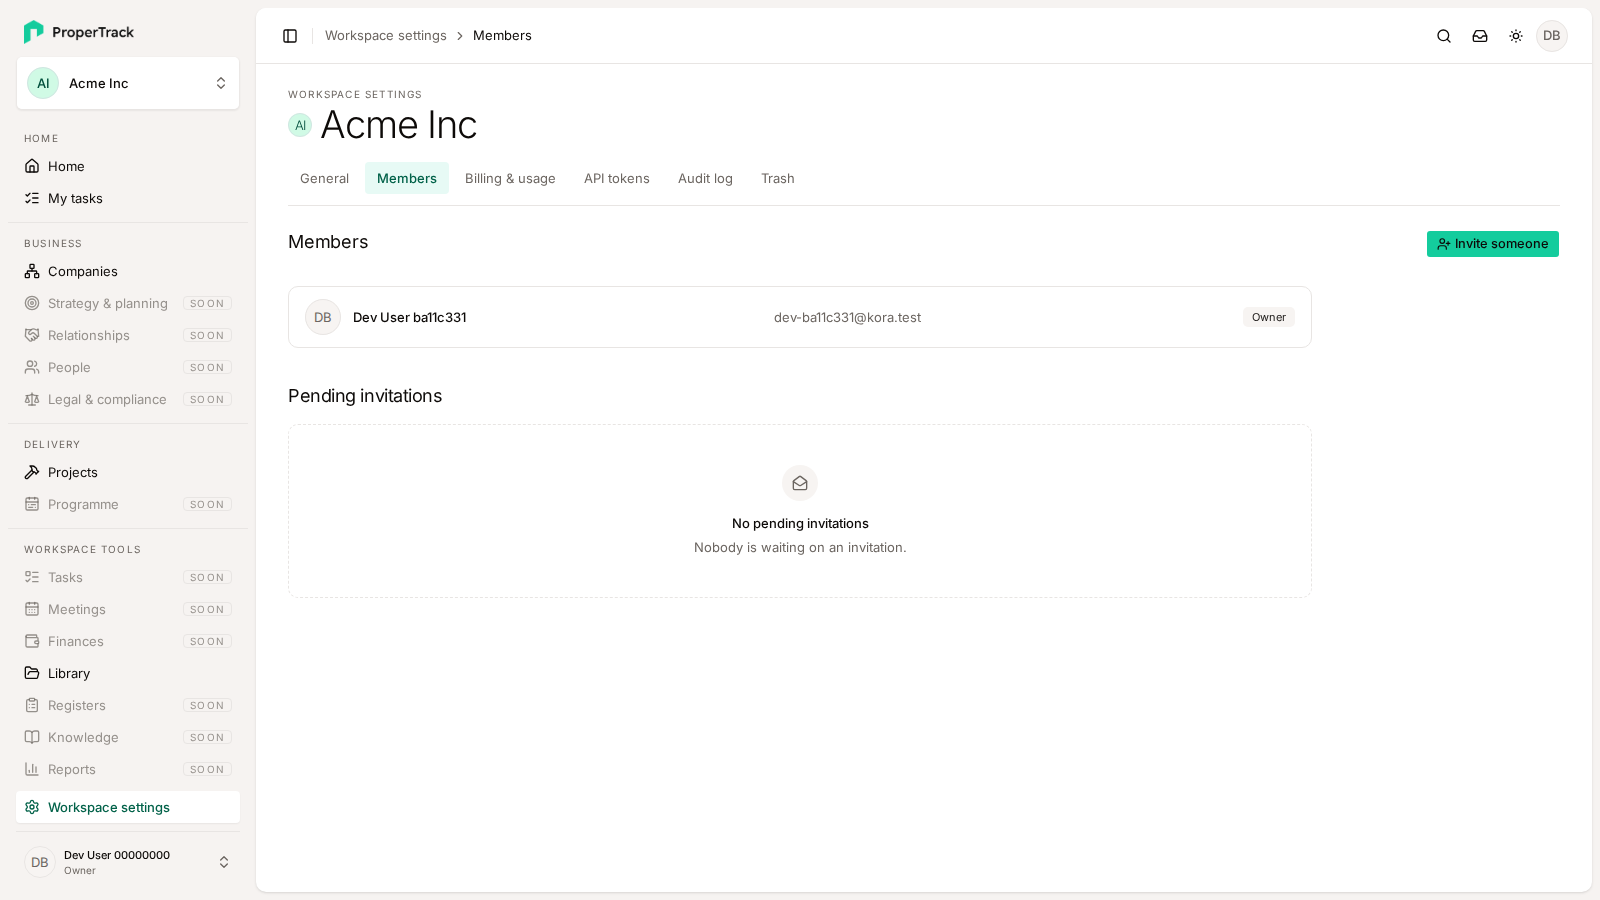 ProperTrack
AI
Acme Inc
HOME
Home
My tasks
BUSINESS
Companies
Strategy & planning SOON
Relationships SOON
People SOON
Legal & compliance SOON
DELIVERY
Projects
Programme SOON
WORKSPACE TOOLS
Tasks SOON
Meetings SOON
Finances SOON
Library
Registers SOON
Knowledge SOON
Reports SOON
Workspace settings
DB
Dev User 00000000
Owner
Workspace settings > Members
DB
WORKSPACE SETTINGS
AI Acme Inc
General Members Billing & usage API tokens Audit log Trash
Members
Invite someone
DB Dev User ba11c331 dev-ba11c331@kora.test Owner
Pending invitations
No pending invitations
Nobody is waiting on an invitation.